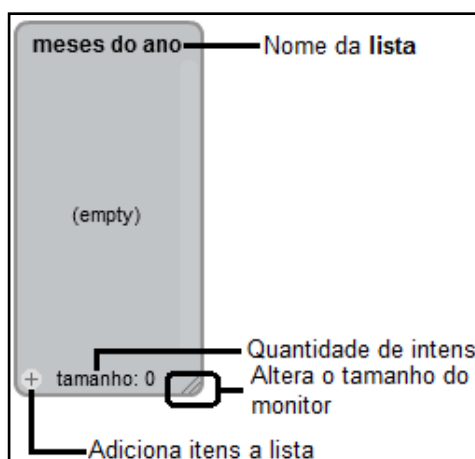 meses do ano
Nome da lista
(empty)
Quantidade de intens
+ tamanho: 0
Altera o tamanho do
monitor
Adiciona itens a lista